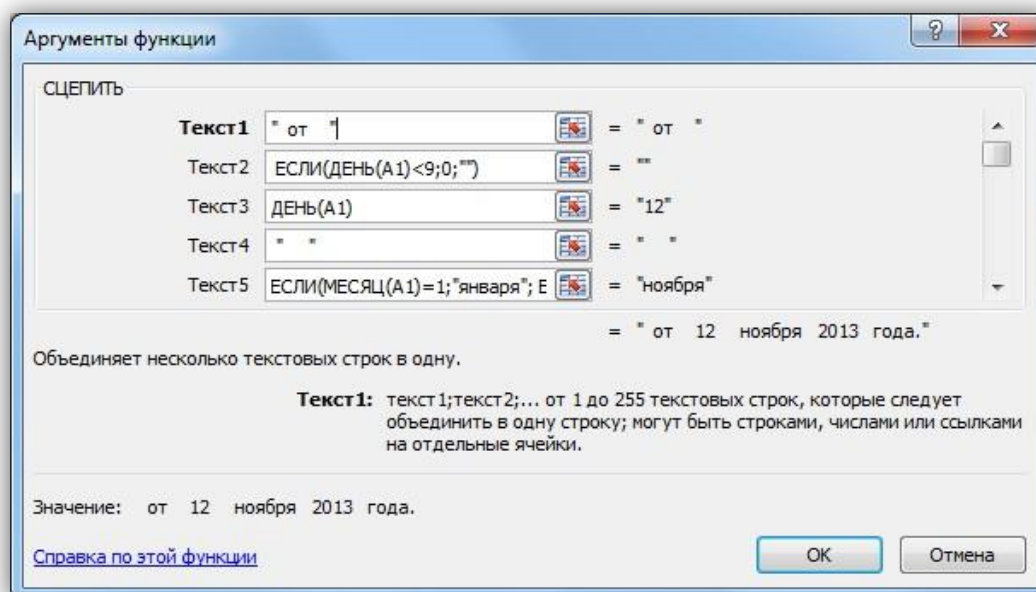 Аргументы функции
СЦЕПИТЬ
Текст1 " от " = " от "
Текст2 ЕСЛИ(ДЕНЬ(A1)<9;0;"") = ""
Текст3 ДЕНЬ(A1) = "12"
Текст4 " " = " "
Текст5 ЕСЛИ(МЕСЯЦ(A1)=1;"января"; Е = "ноября"
= " от 12 ноября 2013 года."
Объединяет несколько текстовых строк в одну.
Текст1: текст1;текст2;... от 1 до 255 текстовых строк, которые следует
объединить в одну строку; могут быть строками, числами или ссылками
на отдельные ячейки.
Значение: от 12 ноября 2013 года.
Справка по этой функции
ОК
Отмена